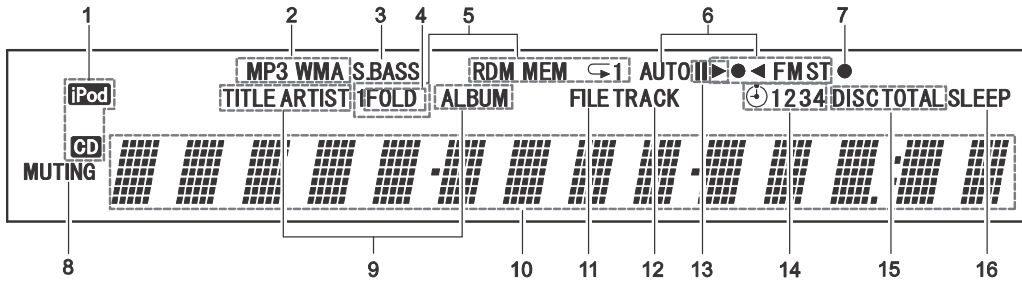 1 2 3 4 5 6 7
MP3 WMA S.BASS RDM MEM 1 AUTO FM ST
iPod TITLE ARTIST 1 FOLD ALBUM FILE TRACK 1 2 3 4 DISC TOTAL SLEEP
CD
MUTING
8 9 10 11 12 13 14 15 16